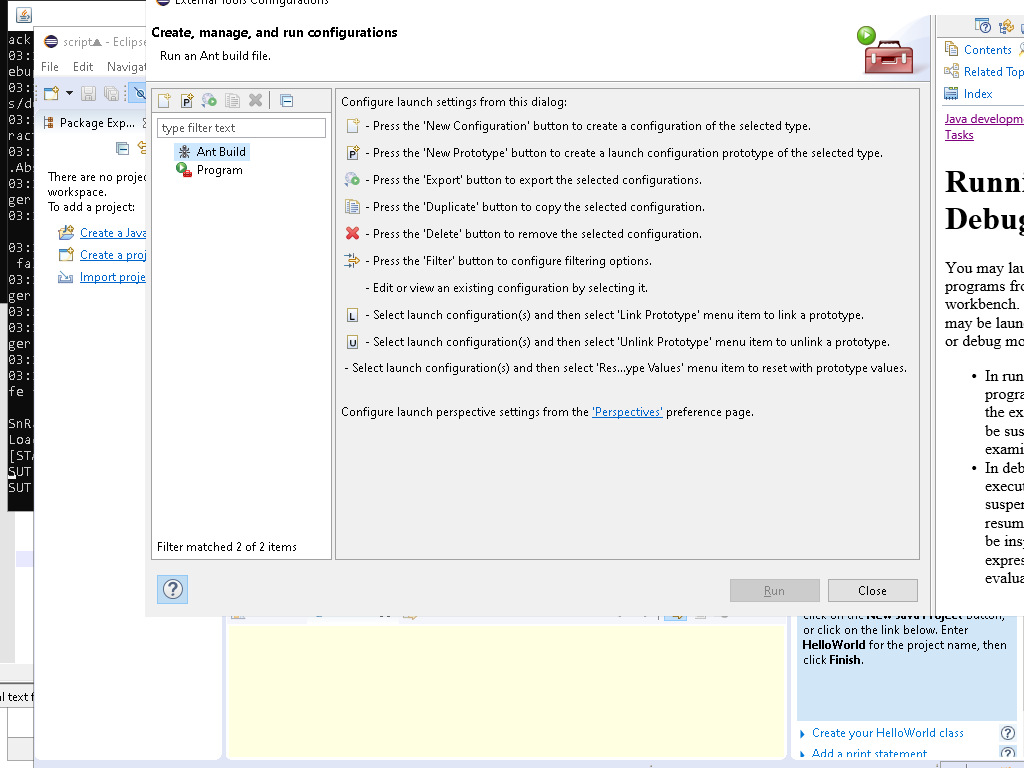 External Tools Configurations
Create, manage, and run configurations
Run an Ant build file.
script
- Eclipse
File Edit Navigat
Package Exp...
There are no projec
workspace.
To add a project:
Create a Java
Create a proj
Import proje
type filter text
Ant Build
Program
Filter matched 2 of 2 items
Configure launch settings from this dialog:
- Press the 'New Configuration' button to create a configuration of the selected type.
- Press the 'New Prototype' button to create a launch configuration prototype of the selected type.
- Press the 'Export' button to export the selected configurations.
- Press the 'Duplicate' button to copy the selected configuration.
- Press the 'Delete' button to remove the selected configuration.
- Press the 'Filter' button to configure filtering options.
- Edit or view an existing configuration by selecting it.
- Select launch configuration(s) and then select 'Link Prototype' menu item to link a prototype.
- Select launch configuration(s) and then select 'Unlink Prototype' menu item to unlink a prototype.
- Select launch configuration(s) and then select 'Res...ype Values' menu item to reset with prototype values.
Configure launch perspective settings from the 'Perspectives' preference page.
Run
Close
Contents
Related Top
Index
Java developm
Tasks
Runni
Debug
You may lau
programs fro
workbench.
may be laun
or debug mo
• In run
progra
the ex
be sus
exami
• In deb
execut
susper
resum
be ins
expres
evalua
click on the New Java Project button,
or click on the link below. Enter
HelloWorld for the project name, then
click Finish.
Create your HelloWorld class
Add a print statement
ack
03:
ebu
03:
s/d
03:
ract
03:
.Abs
03:
ger
03:
03:
fa
03:
ger
03:
03:
ger
03:
03:
fe
SnR
Loa
[STA
SUT
SUT
l text f